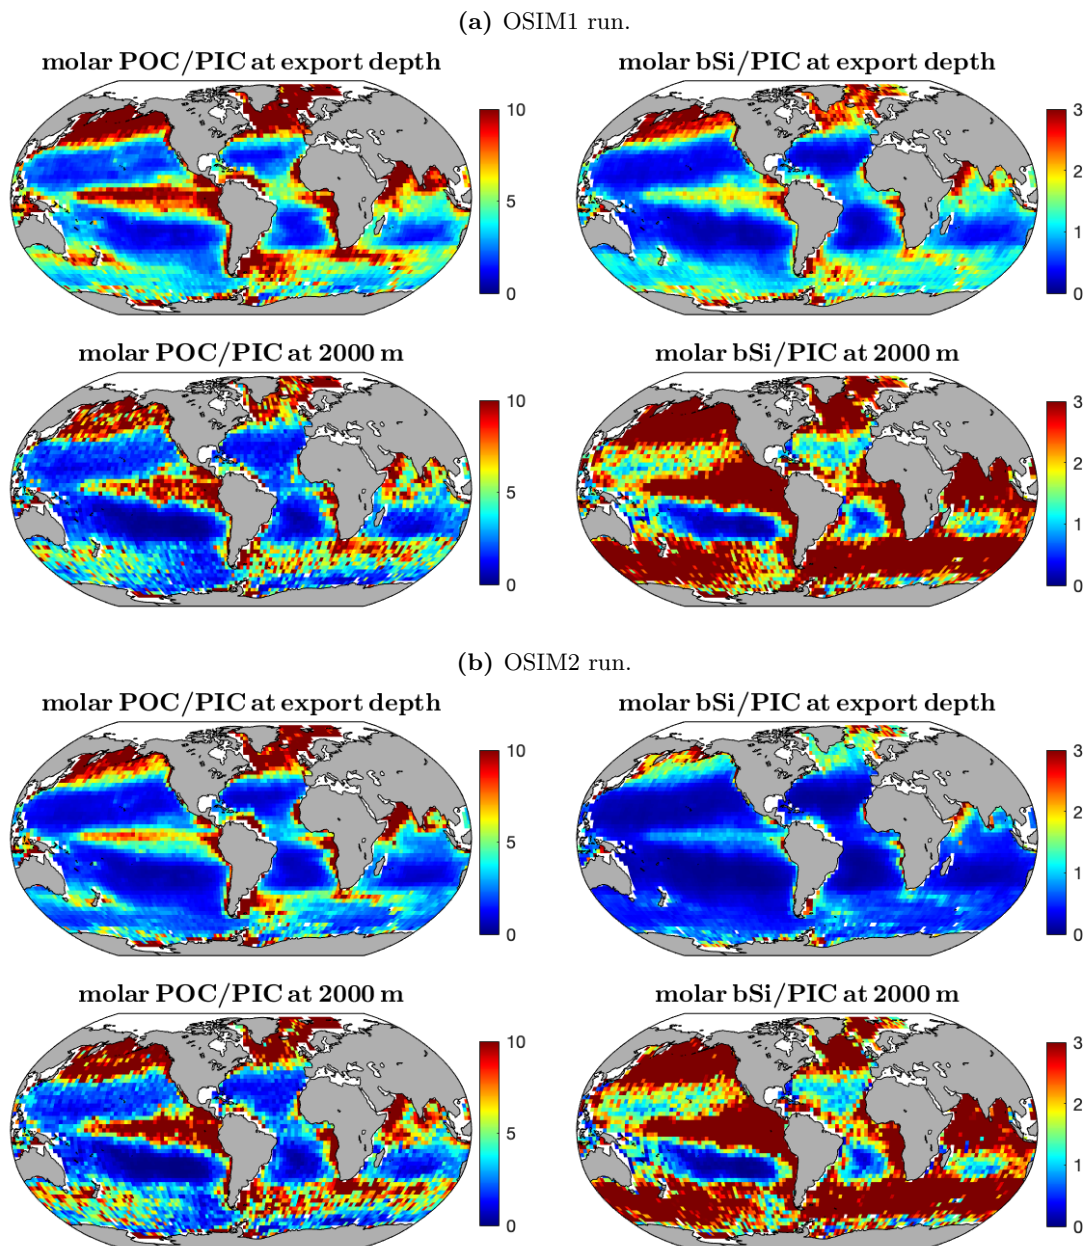 (a) OSIM1 run.
molar POC/PIC at export depth
molar bSi/PIC at export depth
10
5
0
3
2
1
0
molar POC/PIC at 2000 m
molar bSi/PIC at 2000 m
10
5
0
3
2
1
0
(b) OSIM2 run.
molar POC/PIC at export depth
molar bSi/PIC at export depth
10
5
0
3
2
1
0
molar POC/PIC at 2000 m
molar bSi/PIC at 2000 m
10
5
0
3
2
1
0